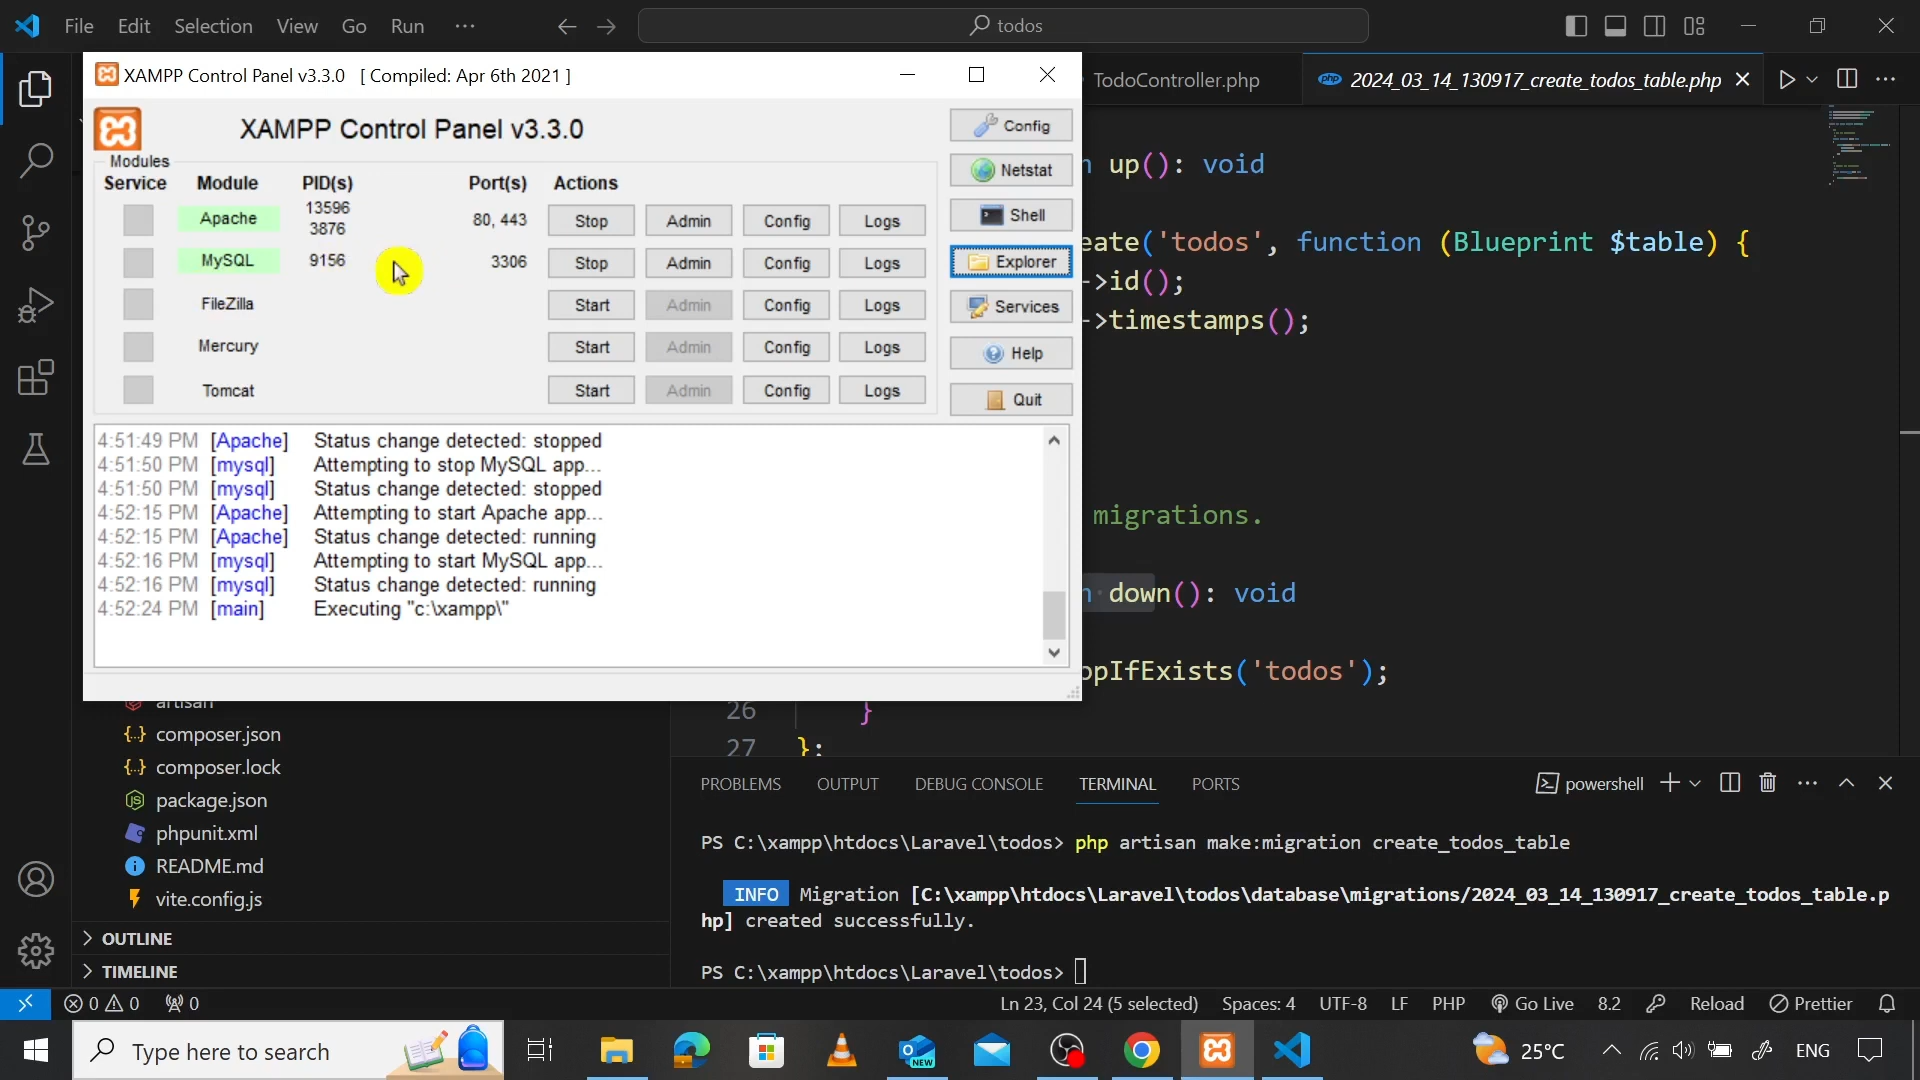 File Edit Selection View Go Run ··· todos
XAMPP Control Panel v3.3.0 [ Compiled: Apr 6th 2021 ]
TodoController.php
2024_03_14_130917_create_todos_table.php
XAMPP Control Panel v3.3.0
Config
Modules
Netstat
Service Module PID(s) Port(s) Actions
Apache 13596 3876 80, 443 Stop Admin Config Logs
Shell
MySQL 9156 3306 Stop Admin Config Logs
Explorer
FileZilla Start Admin Config Logs
Services
Mercury Start Admin Config Logs
Help
Tomcat Start Admin Config Logs
Quit
4:51:49 PM [Apache] Status change detected: stopped
4:51:50 PM [mysql] Attempting to stop MySQL app...
4:51:50 PM [mysql] Status change detected: stopped
4:52:15 PM [Apache] Attempting to start Apache app...
4:52:15 PM [Apache] Status change detected: running
4:52:16 PM [mysql] Attempting to start MySQL app...
4:52:16 PM [mysql] Status change detected: running
4:52:24 PM [main] Executing "c:\xampp\"
n up(): void
eate('todos', function (Blueprint $table) {
->id();
->timestamps();
migrations.
n down(): void
opIfExists('todos');
26 }
27 };
artisan
composer.json
composer.lock
package.json
phpunit.xml
README.md
vite.config.js
OUTLINE
TIMELINE
PROBLEMS OUTPUT DEBUG CONSOLE TERMINAL PORTS powershell
PS C:\xampp\htdocs\Laravel\todos> php artisan make:migration create_todos_table
INFO Migration [C:\xampp\htdocs\Laravel\todos\database\migrations/2024_03_14_130917_create_todos_table.p
hp] created successfully.
PS C:\xampp\htdocs\Laravel\todos>
0 0 0 Ln 23, Col 24 (5 selected) Spaces: 4 UTF-8 LF PHP Go Live 8.2 Reload Prettier
Type here to search NEW 25°C ENG